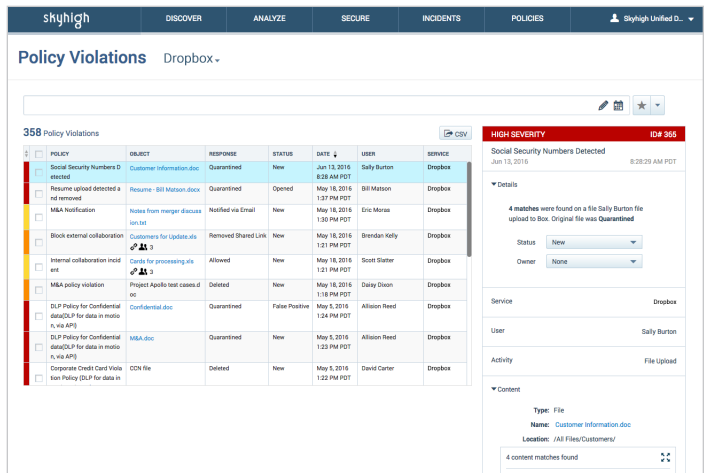 skyhigh DISCOVER ANALYZE SECURE INCIDENTS POLICIES Skyhigh Unified D...
Policy Violations Dropbox
358 Policy Violations CSV
POLICY OBJECT RESPONSE STATUS DATE USER SERVICE
Social Security Numbers D Customer Information.doc Quarantined New Jun 13, 2016 Sally Burton Dropbox
etected 8:28 AM PDT
Resume upload detected a Resume - Bill Matson.docx Quarantined Opened May 18, 2016 Bill Matson Dropbox
nd removed 1:37 PM PDT
M&A Notification Notes from merger discuss Notified via Email New May 18, 2016 Eric Moras Dropbox
ion.txt 1:30 PM PDT
Block external collaboration Customers for Update.xls Removed Shared Link New May 18, 2016 Brendan Kelly Dropbox
3 1:21 PM PDT
Internal collaboration incid Cards for processing.xls Allowed New May 18, 2016 Scott Slatter Dropbox
ent 3 1:21 PM PDT
M&A policy violation Project Apollo test cases.d Deleted New May 18, 2016 Daisy Dixon Dropbox
oc 1:18 PM PDT
DLP Policy for Confidential Confidential.doc Quarantined False Positive May 5, 2016 Allision Reed Dropbox
data(DLP for data in motio 1:24 PM PDT
n, via API)
DLP Policy for Confidential M&A.doc Quarantined New May 5, 2016 Allision Reed Dropbox
data(DLP for data in motio 1:23 PM PDT
n, via API)
Corporate Credit Card Viola CCN file Deleted New May 5, 2016 David Carter Dropbox
tion Policy (DLP for data in 1:22 PM PDT
HIGH SEVERITY ID# 365
Social Security Numbers Detected
Jun 13, 2016 8:28:29 AM PDT
Details
4 matches were found on a file Sally Burton file
upload to Box. Original file was Quarantined
Status New
Owner None
Service Dropbox
User Sally Burton
Activity File Upload
Content
Type: File
Name: Customer Information.doc
Location: /All Files/Customers/
4 content matches found